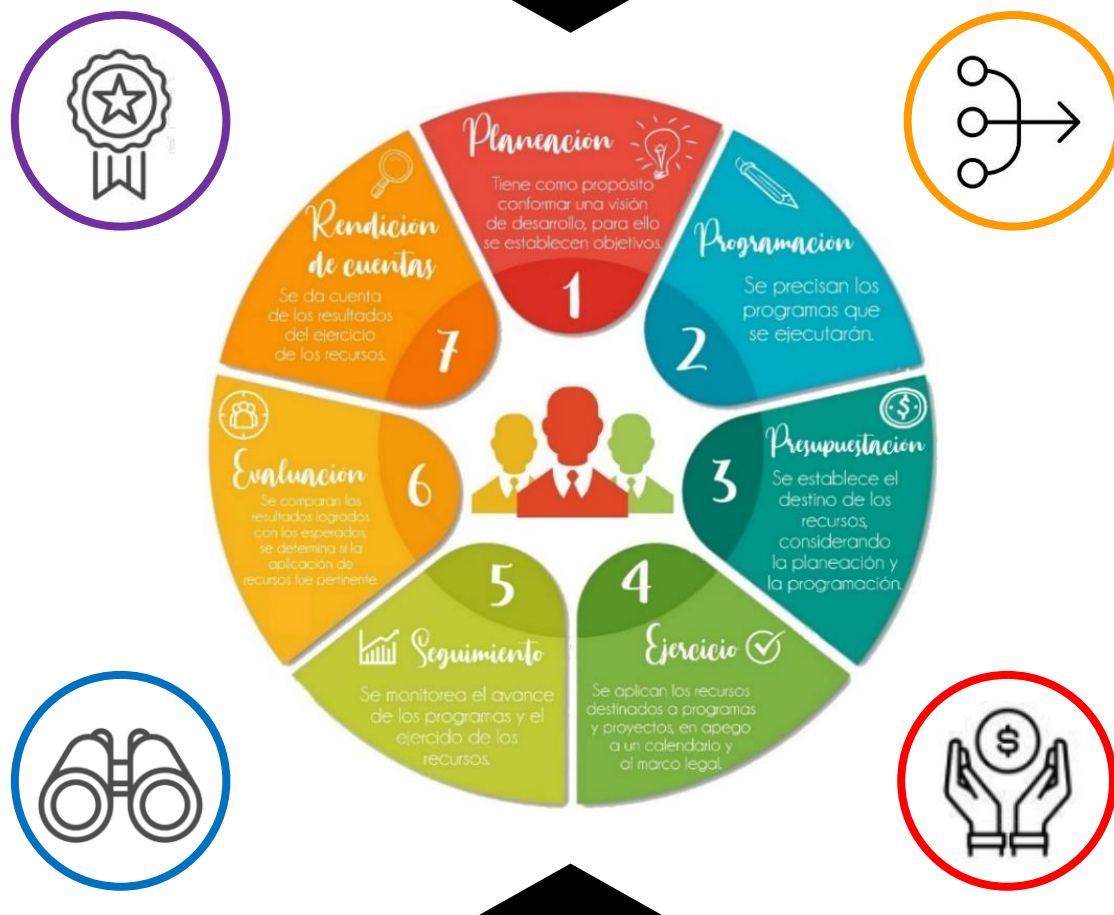 Planeación
Tiene como propósito
conformar una visión
de desarrollo, para ello
se establecen objetivos.
1
Programación
Se precisan los
programas que
se ejecutarán.
2
Presupuestación
Se establece el
destino de los
recursos,
considerando
la planeación y
la programación.
3
4
Ejercicio
Se aplican los recursos
destinados a programas
y proyectos, en apego
a un calendario y
al marco legal.
5
Seguimiento
Se monitorea el avance
de los programas y el
ejercido de los
recursos.
6
Evaluación
Se comparan los
resultados logrados
con los esperados,
se determina si la
aplicación de
recursos fue pertinente.
Rendición
de cuentas
Se da cuenta
de los resultados
del ejercicio
de los recursos.
7
$
$